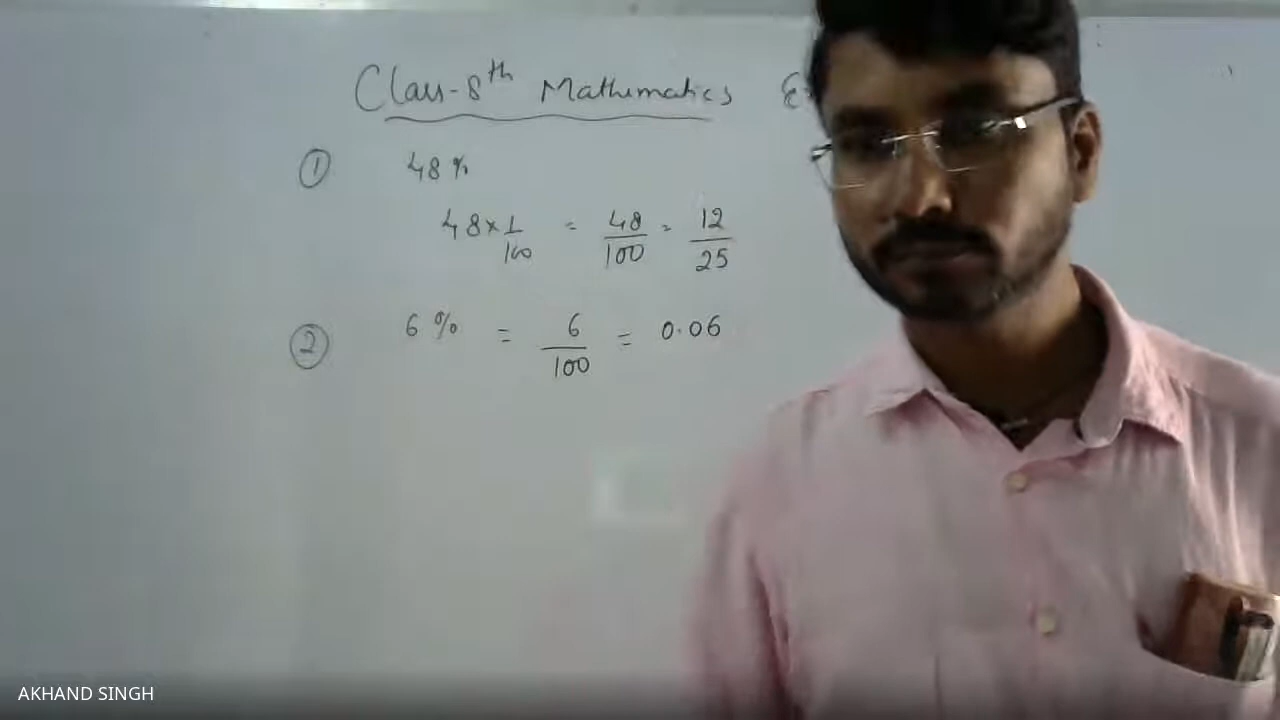 Class-8th Mathematics E
① 48%
48 × 1/100 = 48/100 = 12/25
② 6% = 6/100 = 0.06
AKHAND SINGH